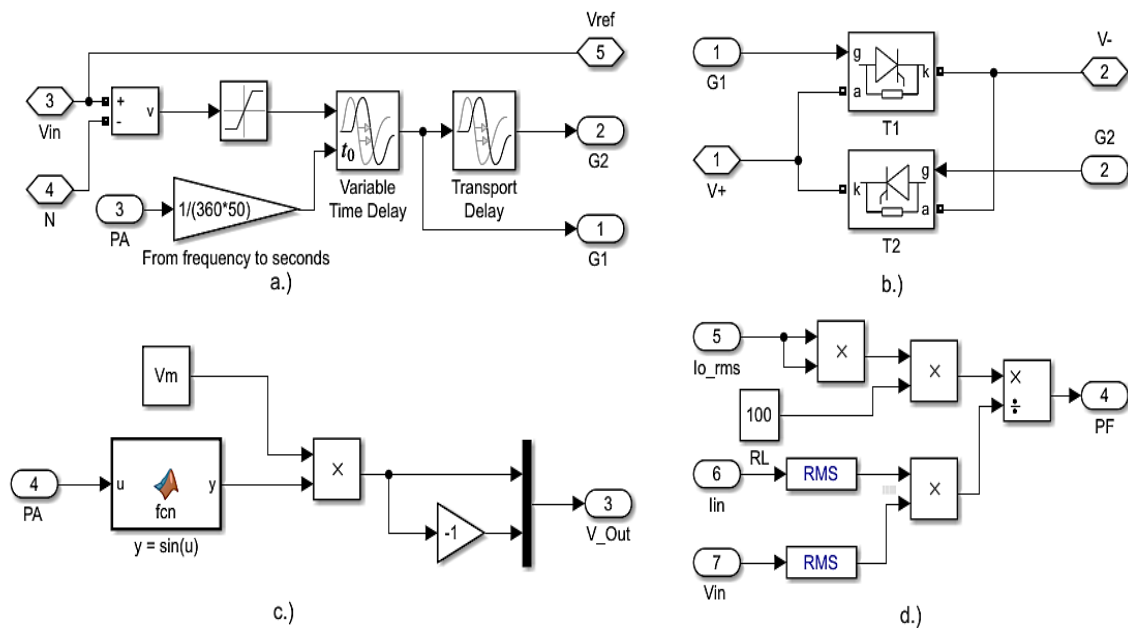 Vref
5
3
Vin
+
-
v
4
N
t0
Variable
Time Delay
Transport
Delay
2
G2
3
PA
1/(360*50)
From frequency to seconds
1
G1
a.)
1
G1
g
a
k
T1
V-
2
G2
2
1
V+
k
g
a
T2
b.)
Vm
4
PA
u
fcn
y
y = sin(u)
×
-1
3
V_Out
c.)
5
Io_rms
×
×
100
RL
×
÷
4
PF
6
Iin
RMS
×
7
Vin
RMS
d.)